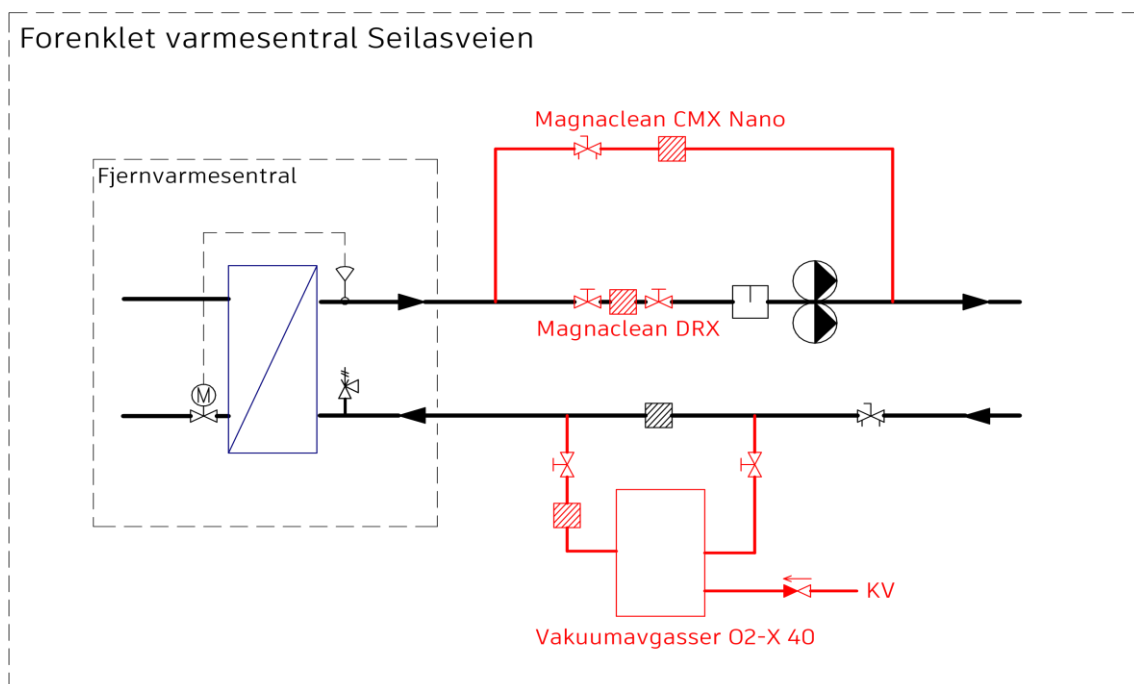 Forenklet varmesentral Seilasveien
Magnaclean CMX Nano
Fjernvarmesentral
Magnaclean DRX
M
KV
Vakuumavgasser O2-X 40